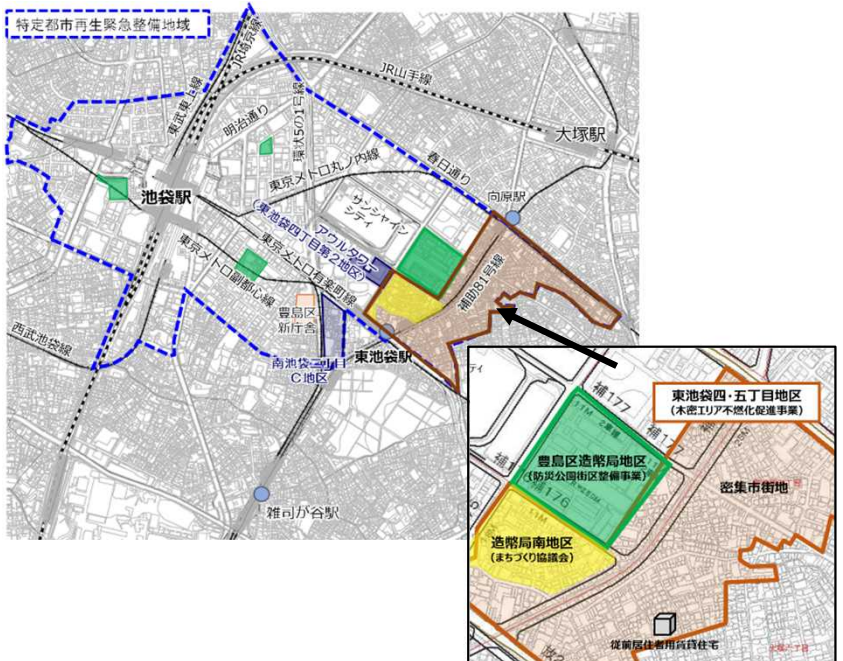 特定都市再生緊急整備地域
東武東上線
JR埼京線
JR山手線
明治通り
環状5の1号線
大塚駅
東京メトロ丸ノ内線
春日通り
向原駅
池袋駅
サンシャイン
シティ
アウルタワー
(東池袋四丁目第2地区)
東京メトロ有楽町線
東京メトロ副都心線
補助81号線
豊島区
新庁舎
西武池袋線
南池袋二丁目
C地区
東池袋駅
雑司が谷駅
ティ
補177
補177
東池袋四・五丁目地区
(木密エリア不燃化促進事業)
豊島区造幣局地区
(防災公園街区整備事業)
密集市街地
補176
11M
造幣局南地区
(まちづくり協議会)
従前居住者用賃貸住宅